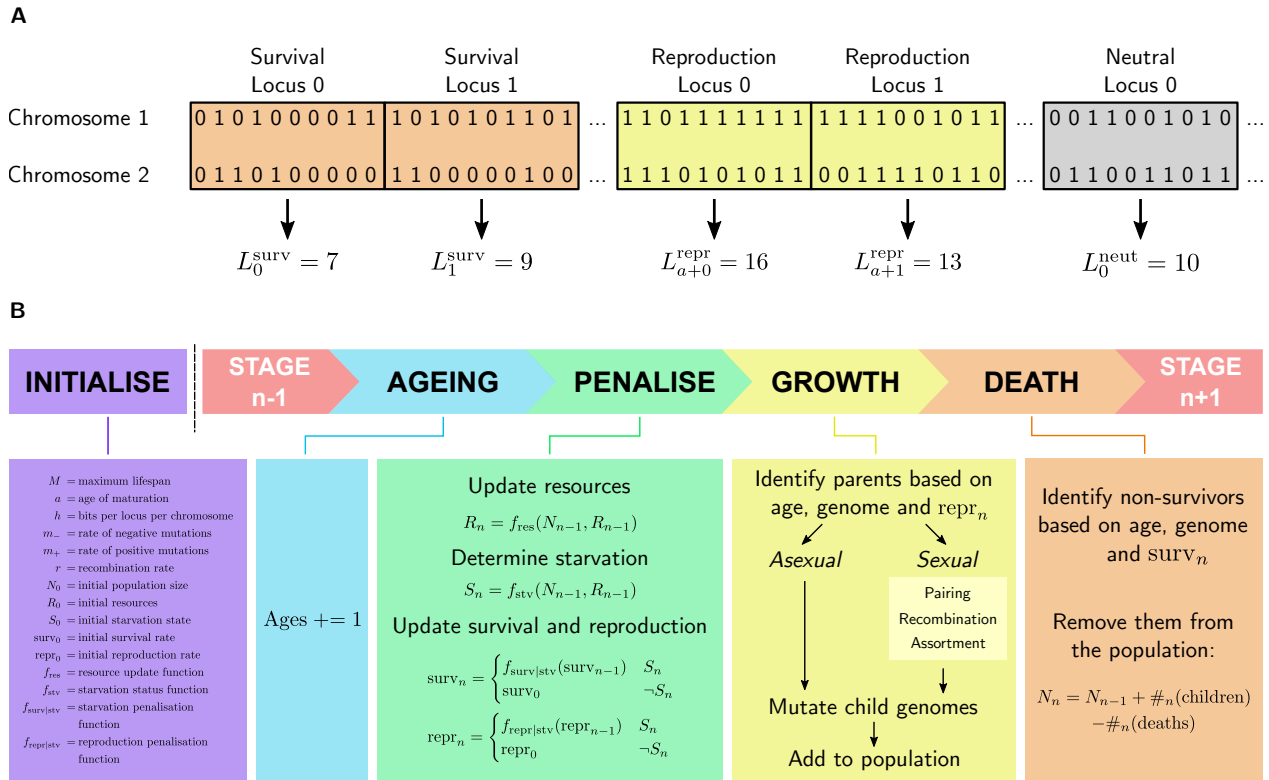 A
Survival Survival Reproduction Reproduction Neutral
Locus 0 Locus 1 Locus 0 Locus 1 Locus 0
Chromosome 1 0 1 0 1 0 0 0 0 1 1 1 0 1 0 1 0 1 1 0 1 ... 1 1 0 1 1 1 1 1 1 1 1 1 1 1 0 0 1 0 1 1 ... 0 0 1 1 0 0 1 0 1 0 ...
Chromosome 2 0 1 1 0 1 0 0 0 0 0 1 1 0 0 0 0 0 1 0 0 ... 1 1 1 0 1 0 1 0 1 1 0 0 1 1 1 1 0 1 1 0 ... 0 1 1 0 0 1 1 0 1 1 ...
L_0^surv = 7 L_1^surv = 9 L_{a+0}^repr = 16 L_{a+1}^repr = 13 L_0^neut = 10
B
INITIALISE
STAGE
n-1
AGEING
PENALISE
GROWTH
DEATH
STAGE
n+1
M = maximum lifespan
a = age of maturation
h = bits per locus per chromosome
m_− = rate of negative mutations
m_+ = rate of positive mutations
r = recombination rate
N_0 = initial population size
R_0 = initial resources
S_0 = initial starvation state
surv_0 = initial survival rate
repr_0 = initial reproduction rate
f_res = resource update function
f_stv = starvation status function
f_surv|stv = starvation penalisation
function
f_repr|stv = reproduction penalisation
function
Ages += 1
Update resources
R_n = f_res(N_{n−1}, R_{n−1})
Determine starvation
S_n = f_stv(N_{n−1}, R_{n−1})
Update survival and reproduction
surv_n = { f_surv|stv(surv_{n−1}) S_n
surv_0 ¬S_n
repr_n = { f_repr|stv(repr_{n−1}) S_n
repr_0 ¬S_n
Identify parents based on
age, genome and repr_n
Asexual Sexual
Pairing
Recombination
Assortment
Mutate child genomes
Add to population
Identify non-survivors
based on age, genome
and surv_n
Remove them from
the population:
N_n = N_{n−1} + #_n(children)
−#_n(deaths)